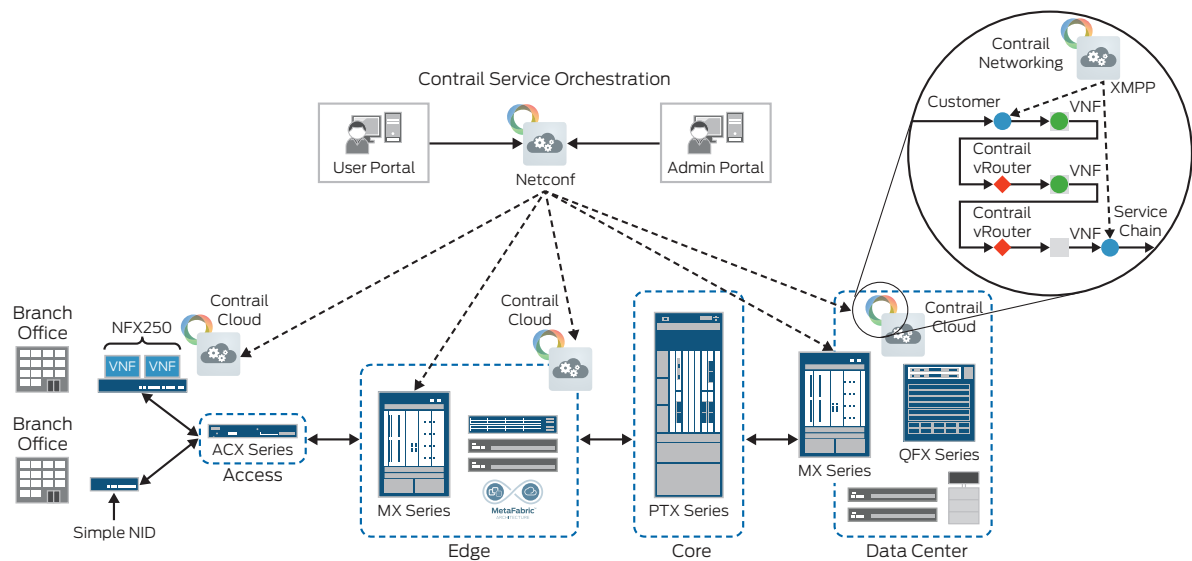 Contrail Service Orchestration
User Portal
Netconf
Admin Portal
Contrail
Networking
XMPP
Customer
VNF
Contrail
vRouter
VNF
Contrail
vRouter
VNF
Service
Chain
Branch
Office
NFX250
VNF
VNF
Contrail
Cloud
Branch
Office
Simple NID
ACX Series
Access
Contrail
Cloud
MX Series
MetaFabric
ARCHITECTURE
Edge
PTX Series
Core
Contrail
Cloud
MX Series
QFX Series
Data Center